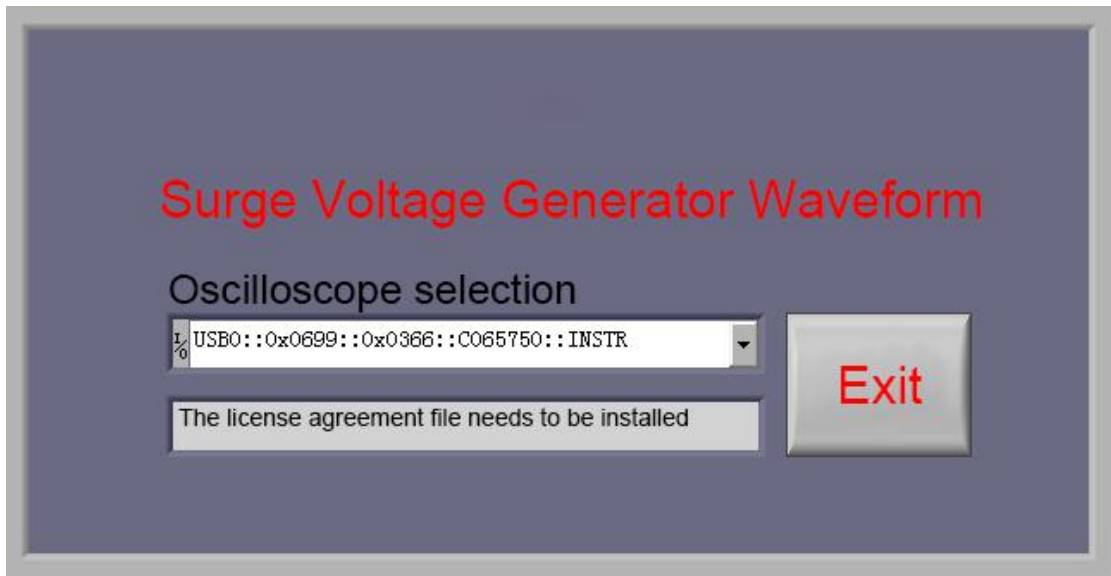 Surge Voltage Generator Waveform
Oscilloscope selection
I/O USB0::0x0699::0x0366::C065750::INSTR
The license agreement file needs to be installed
Exit